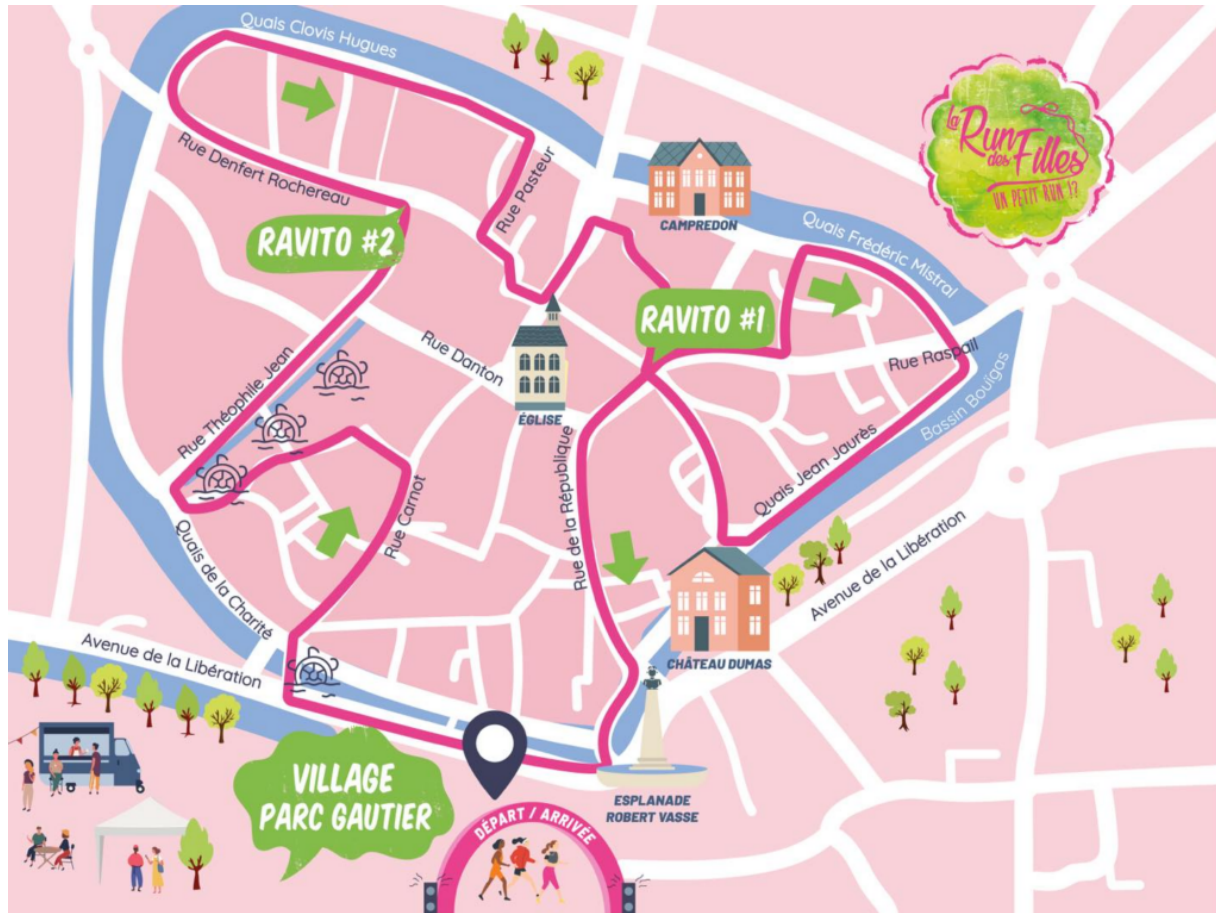 Quais Clovis Hugues
La
Run
des
Filles
UN PETIT RUN !?
Rue Denfert Rochereau
Rue Pasteur
CAMPREDON
Quais Frédéric Mistral
RAVITO #2
RAVITO #1
Rue Danton
Rue Raspail
Bassin Bouigas
Rue Théophile Jean
ÉGLISE
Quais Jean Jaurès
Rue Carnot
Rue de la République
Quais de la Charité
Avenue de la Libération
Avenue de la Libération
CHÂTEAU DUMAS
VILLAGE
PARC GAUTIER
ESPLANADE
ROBERT VASSE
DÉPART / ARRIVÉE